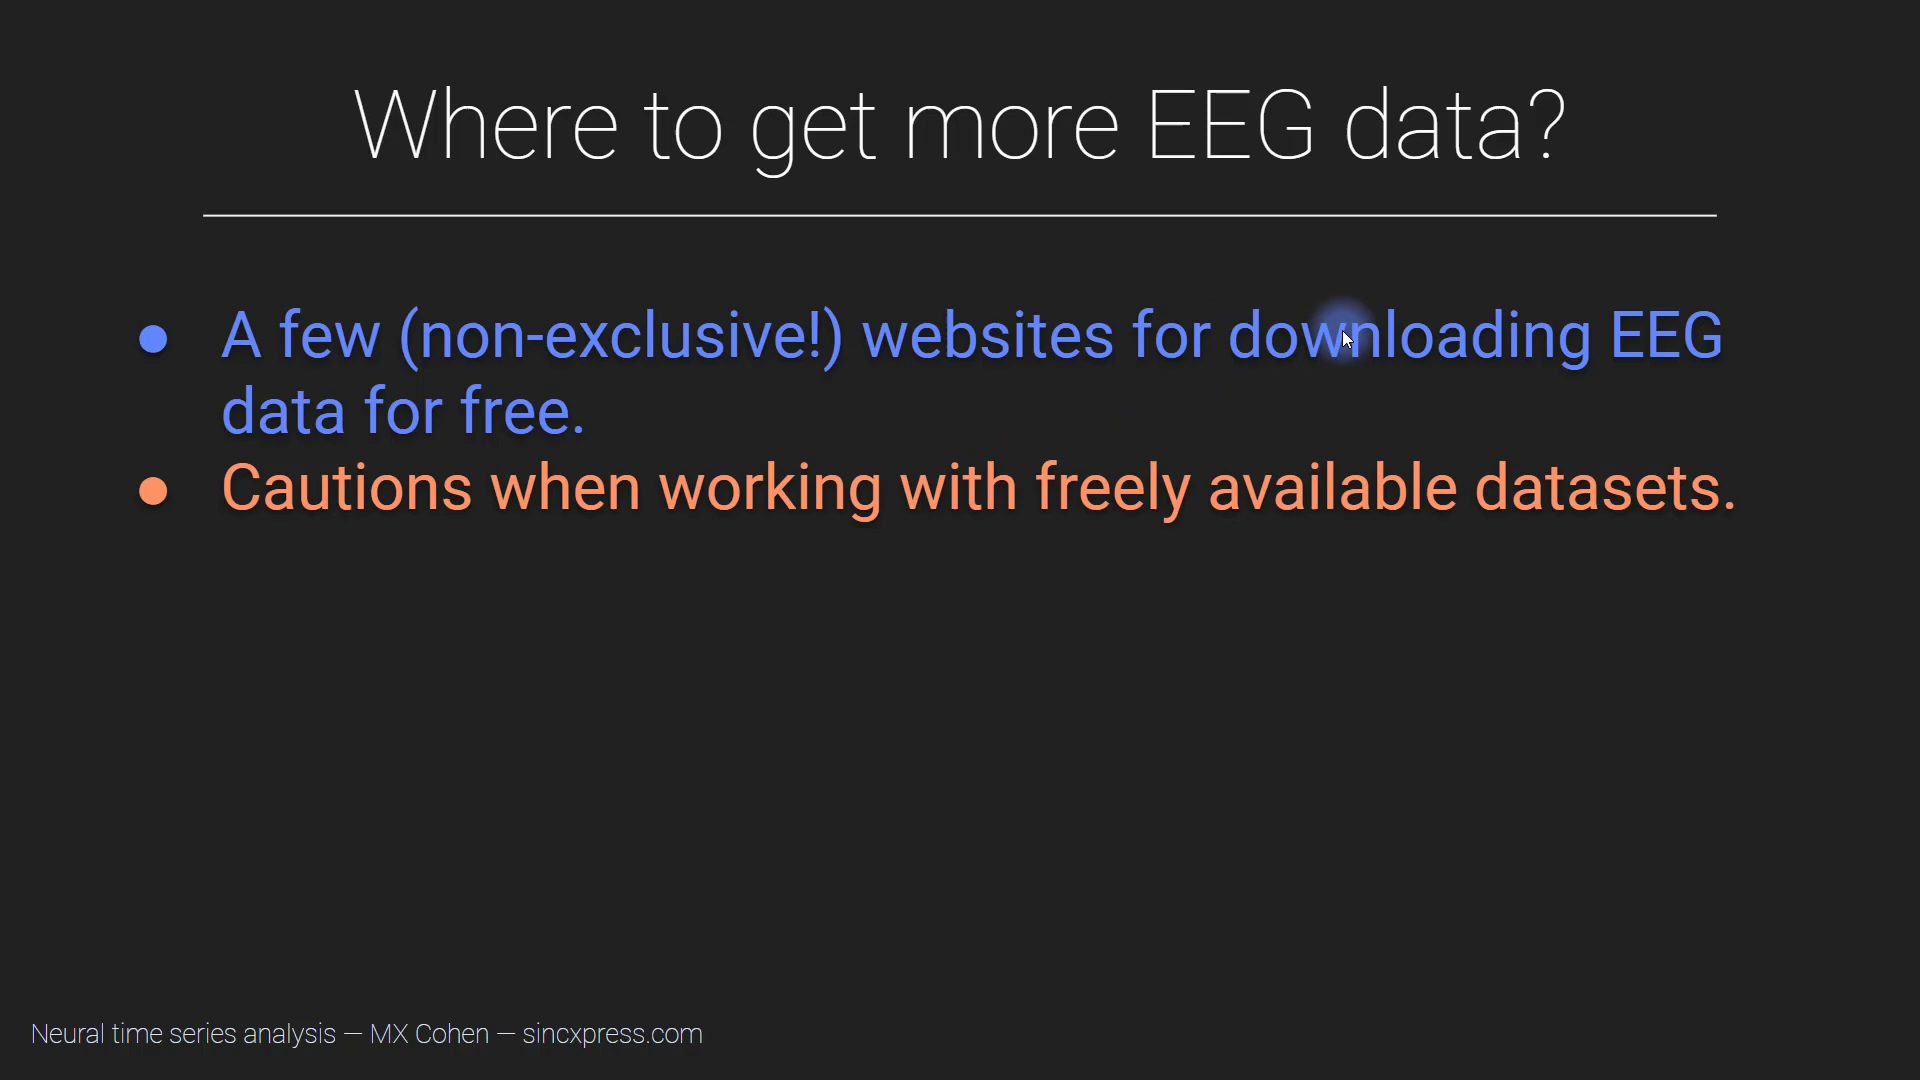 Where to get more EEG data?
● A few (non-exclusive!) websites for downloading EEG
data for free.
● Cautions when working with freely available datasets.
Neural time series analysis — MX Cohen — sincxpress.com